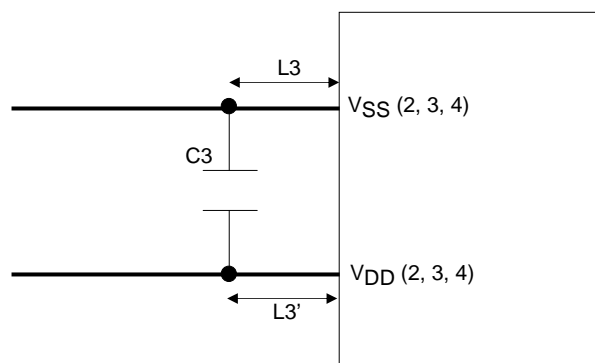 L3
VSS (2, 3, 4)
C3
VDD (2, 3, 4)
L3’